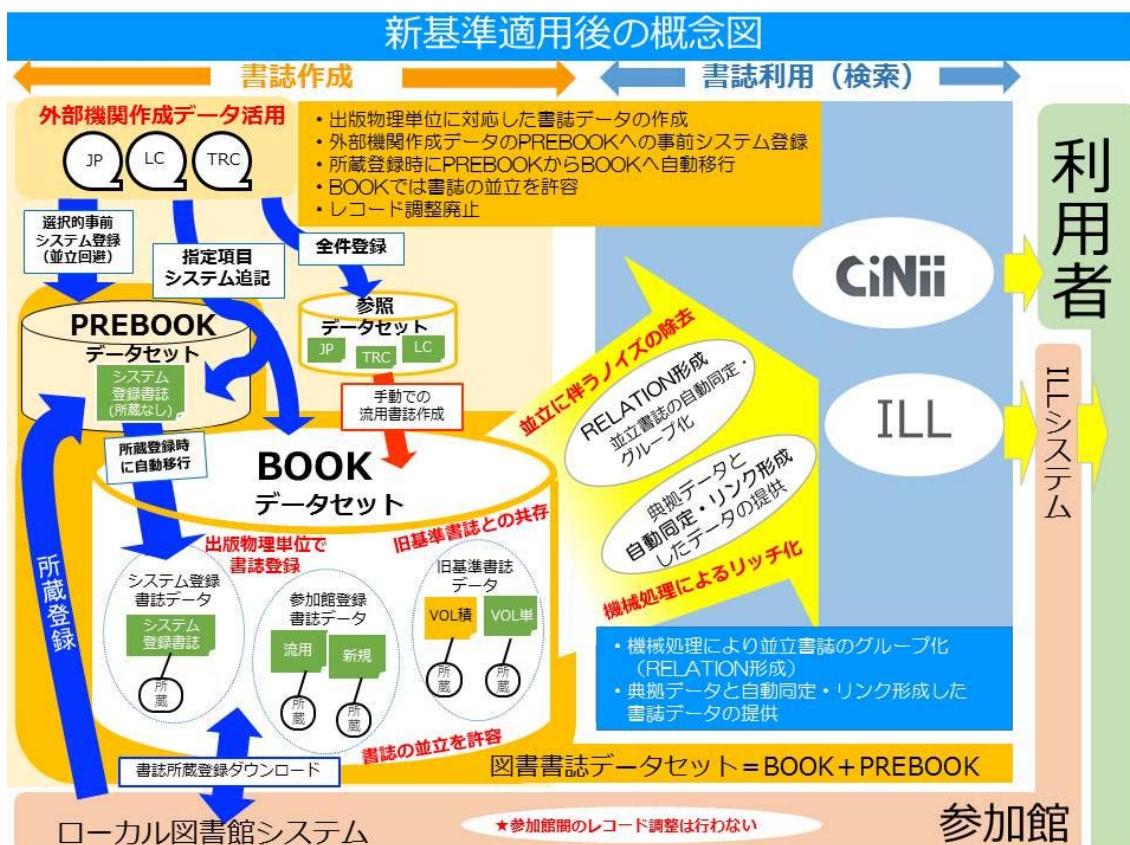 新基準適用後の概念図
書誌作成
書誌利用（検索）
外部機関作成データ活用
JP
LC
TRC
・出版物理単位に対応した書誌データの作成
・外部機関作成データのPREBOOKへの事前システム登録
・所蔵登録時にPREBOOKからBOOKへ自動移行
・BOOKでは書誌の並立を許容
・レコード調整廃止
選択的事前
システム登録
（並立回避）
指定項目
システム追記
全件登録
PREBOOK
データセット
システム
登録書誌
(所蔵なし)
参照
データセット
JP
TRC
LC
手動での
流用書誌作成
所蔵登録時
に自動移行
BOOK
データセット
出版物理単位で
書誌登録
旧基準書誌との共存
システム登録
書誌データ
システム
登録書誌
所蔵
参加館登録
書誌データ
流用
新規
所蔵
所蔵
旧基準書誌
データ
VOL積
VOL単
所蔵
所蔵
書誌の並立を許容
所蔵登録
書誌所蔵登録ダウンロード
ローカル図書館システム
★参加館間のレコード調整は行わない
参加館
図書書誌データセット＝BOOK＋PREBOOK
並立に伴うノイズの除去
RELATION形成
並立書誌の自動同定・
グループ化
典拠データと
自動同定・リンク形成
したデータの提供
機械処理によるリッチ化
・機械処理により並立書誌のグループ化
（RELATION形成）
・典拠データと自動同定・リンク形成した
書誌データの提供
CiNii
ILL
利用者
ILLシステム